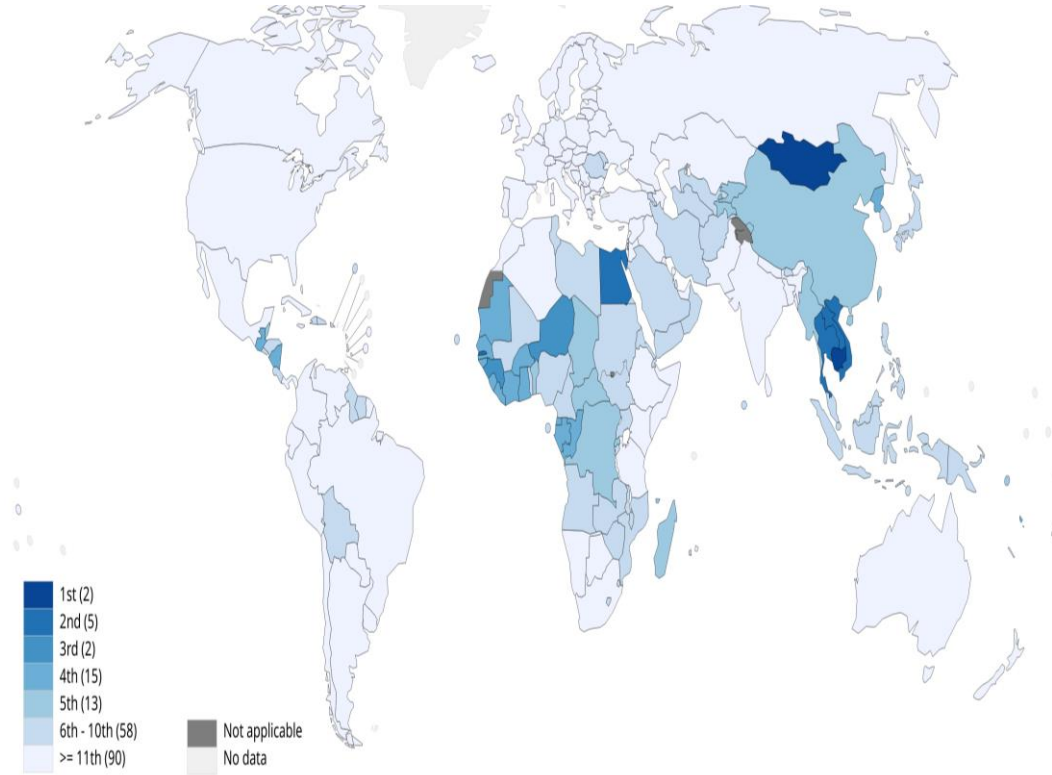 1st (2)
2nd (5)
3rd (2)
4th (15)
5th (13)
6th - 10th (58)
>= 11th (90)
Not applicable
No data